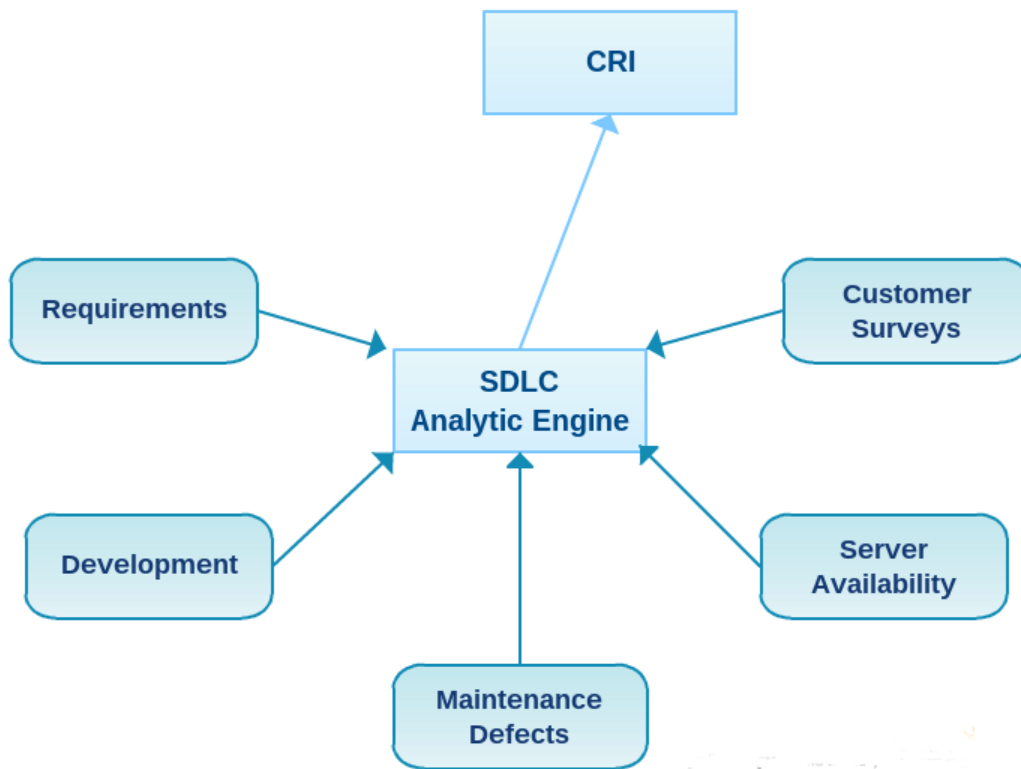 CRI
Requirements
Customer
Surveys
SDLC
Analytic Engine
Development
Server
Availability
Maintenance
Defects